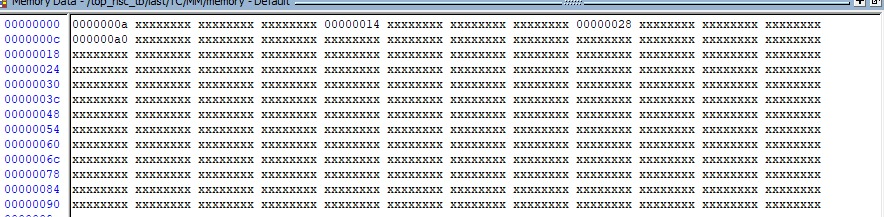 Memory Data - /top_risc_tb/fast/TC/MM/memory - Default
00000000 0000000a xxxxxxxx xxxxxxxx xxxxxxxx 00000014 xxxxxxxx xxxxxxxx xxxxxxxx 00000028 xxxxxxxx xxxxxxxx xxxxxxxx
0000000c 000000a0 xxxxxxxx xxxxxxxx xxxxxxxx xxxxxxxx xxxxxxxx xxxxxxxx xxxxxxxx xxxxxxxx xxxxxxxx xxxxxxxx xxxxxxxx
00000018 xxxxxxxx xxxxxxxx xxxxxxxx xxxxxxxx xxxxxxxx xxxxxxxx xxxxxxxx xxxxxxxx xxxxxxxx xxxxxxxx xxxxxxxx xxxxxxxx
00000024 xxxxxxxx xxxxxxxx xxxxxxxx xxxxxxxx xxxxxxxx xxxxxxxx xxxxxxxx xxxxxxxx xxxxxxxx xxxxxxxx xxxxxxxx xxxxxxxx
00000030 xxxxxxxx xxxxxxxx xxxxxxxx xxxxxxxx xxxxxxxx xxxxxxxx xxxxxxxx xxxxxxxx xxxxxxxx xxxxxxxx xxxxxxxx xxxxxxxx
0000003c xxxxxxxx xxxxxxxx xxxxxxxx xxxxxxxx xxxxxxxx xxxxxxxx xxxxxxxx xxxxxxxx xxxxxxxx xxxxxxxx xxxxxxxx xxxxxxxx
00000048 xxxxxxxx xxxxxxxx xxxxxxxx xxxxxxxx xxxxxxxx xxxxxxxx xxxxxxxx xxxxxxxx xxxxxxxx xxxxxxxx xxxxxxxx xxxxxxxx
00000054 xxxxxxxx xxxxxxxx xxxxxxxx xxxxxxxx xxxxxxxx xxxxxxxx xxxxxxxx xxxxxxxx xxxxxxxx xxxxxxxx xxxxxxxx xxxxxxxx
00000060 xxxxxxxx xxxxxxxx xxxxxxxx xxxxxxxx xxxxxxxx xxxxxxxx xxxxxxxx xxxxxxxx xxxxxxxx xxxxxxxx xxxxxxxx xxxxxxxx
0000006c xxxxxxxx xxxxxxxx xxxxxxxx xxxxxxxx xxxxxxxx xxxxxxxx xxxxxxxx xxxxxxxx xxxxxxxx xxxxxxxx xxxxxxxx xxxxxxxx
00000078 xxxxxxxx xxxxxxxx xxxxxxxx xxxxxxxx xxxxxxxx xxxxxxxx xxxxxxxx xxxxxxxx xxxxxxxx xxxxxxxx xxxxxxxx xxxxxxxx
00000084 xxxxxxxx xxxxxxxx xxxxxxxx xxxxxxxx xxxxxxxx xxxxxxxx xxxxxxxx xxxxxxxx xxxxxxxx xxxxxxxx xxxxxxxx xxxxxxxx
00000090 xxxxxxxx xxxxxxxx xxxxxxxx xxxxxxxx xxxxxxxx xxxxxxxx xxxxxxxx xxxxxxxx xxxxxxxx xxxxxxxx xxxxxxxx xxxxxxxx